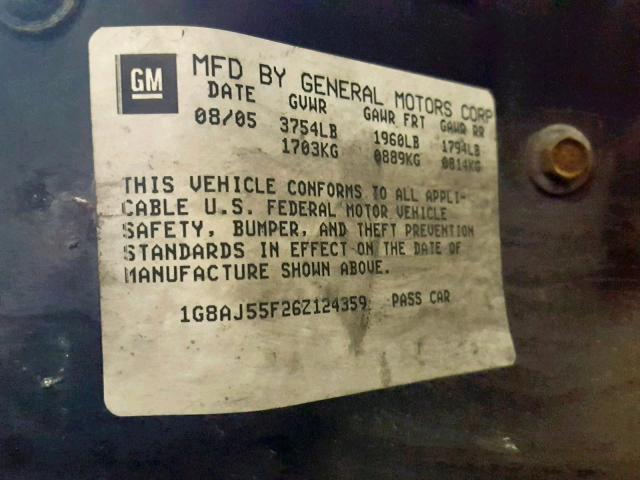 GM
MFD BY GENERAL MOTORS CORP
DATE GVWR GAWR FRT GAWR RR
08/05 3754LB 1960LB 1794LB
1703KG 0889KG 0814KG
THIS VEHICLE CONFORMS TO ALL APPLI-
CABLE U.S. FEDERAL MOTOR VEHICLE
SAFETY, BUMPER, AND THEFT PREVENTION
STANDARDS IN EFFECT ON THE DATE OF
MANUFACTURE SHOWN ABOVE.
1G8AJ55F26Z124359 PASS CAR